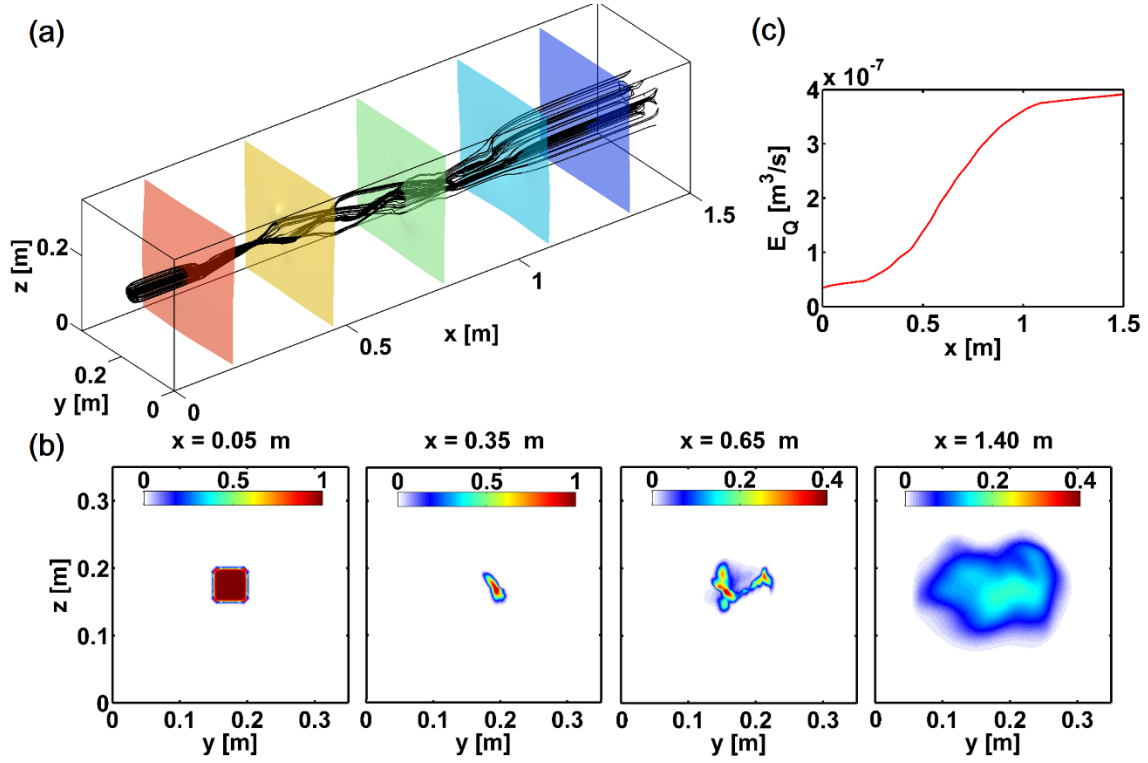 (a)
z [m]
0.2
0
y [m]
0.2
0
0
0.5
x [m]
1
1.5
(c)
x 10⁻⁷
E_Q [m³/s]
4
3
2
1
0
0
0.5
1
1.5
x [m]
(b)
x = 0.05 m
0 0.5 1
z [m]
0.3
0.2
0.1
0
0 0.1 0.2 0.3
y [m]
x = 0.35 m
0 0.5 1
0 0.1 0.2 0.3
y [m]
x = 0.65 m
0 0.2 0.4
0 0.1 0.2 0.3
y [m]
x = 1.40 m
0 0.2 0.4
0 0.1 0.2 0.3
y [m]